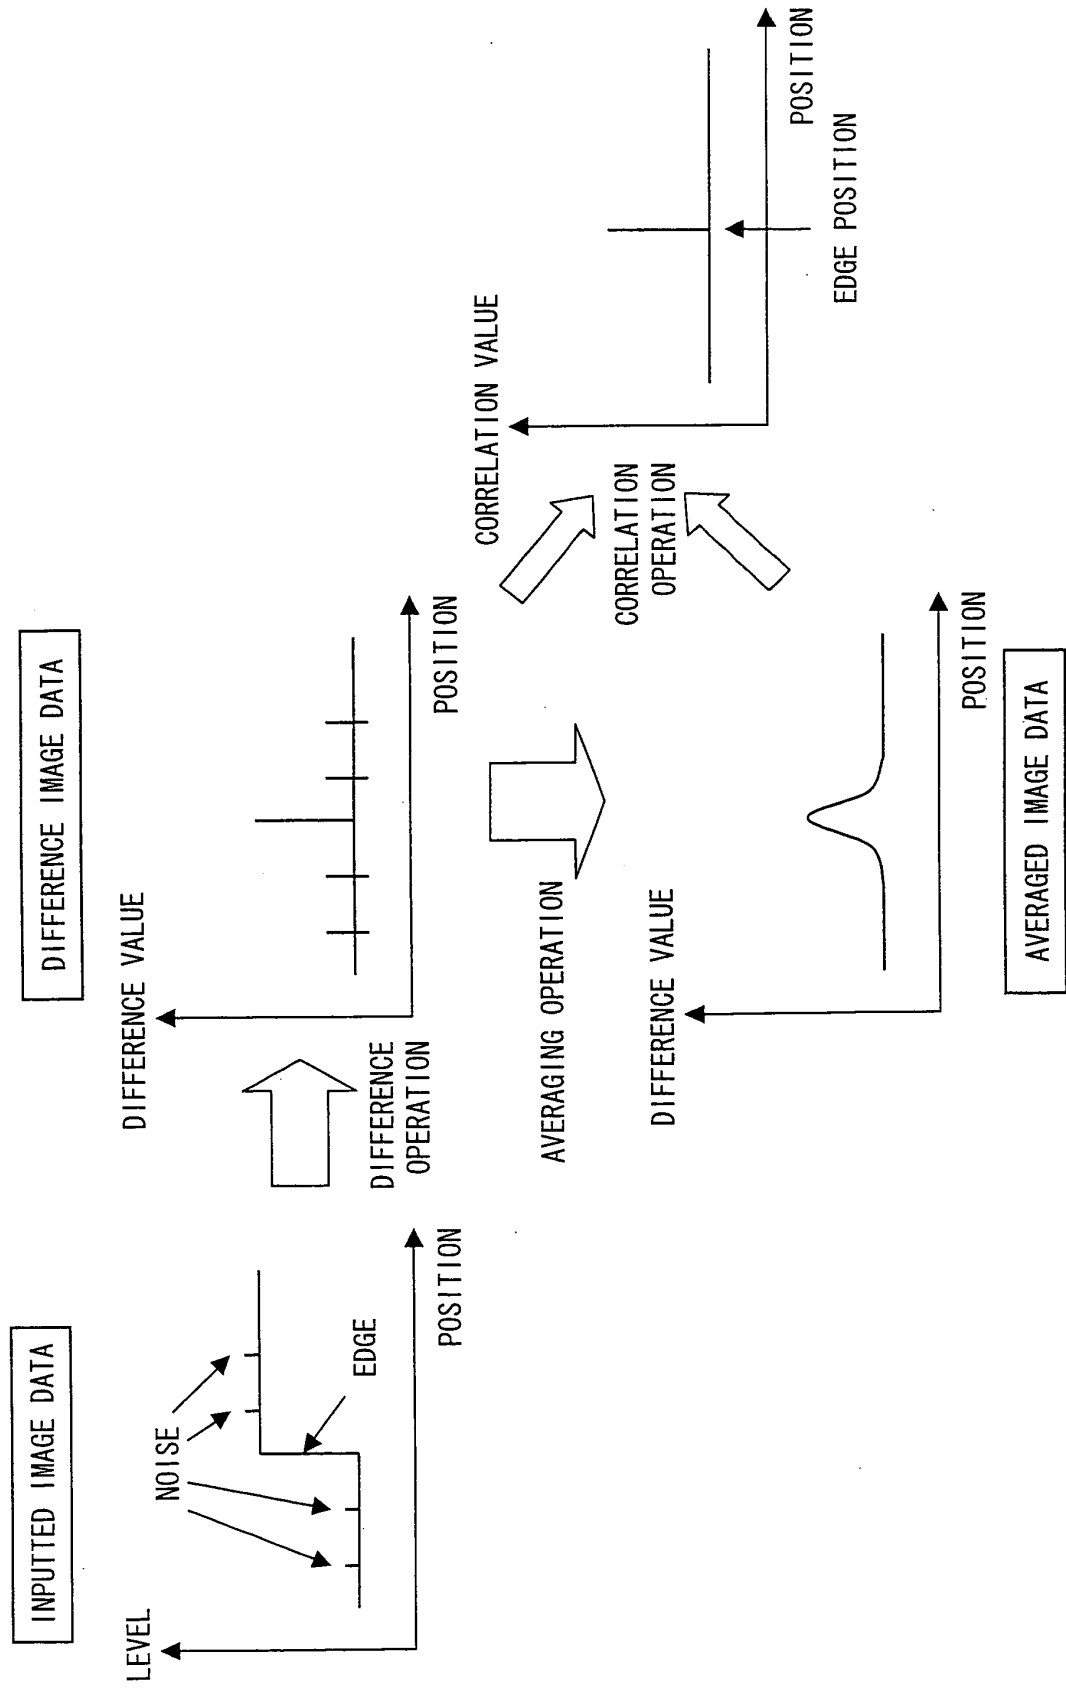 INPUTTED IMAGE DATA
LEVEL
NOISE
EDGE
POSITION
DIFFERENCE
OPERATION
DIFFERENCE IMAGE DATA
DIFFERENCE VALUE
POSITION
AVERAGING OPERATION
DIFFERENCE VALUE
POSITION
AVERAGED IMAGE DATA
CORRELATION
OPERATION
CORRELATION VALUE
POSITION
EDGE POSITION